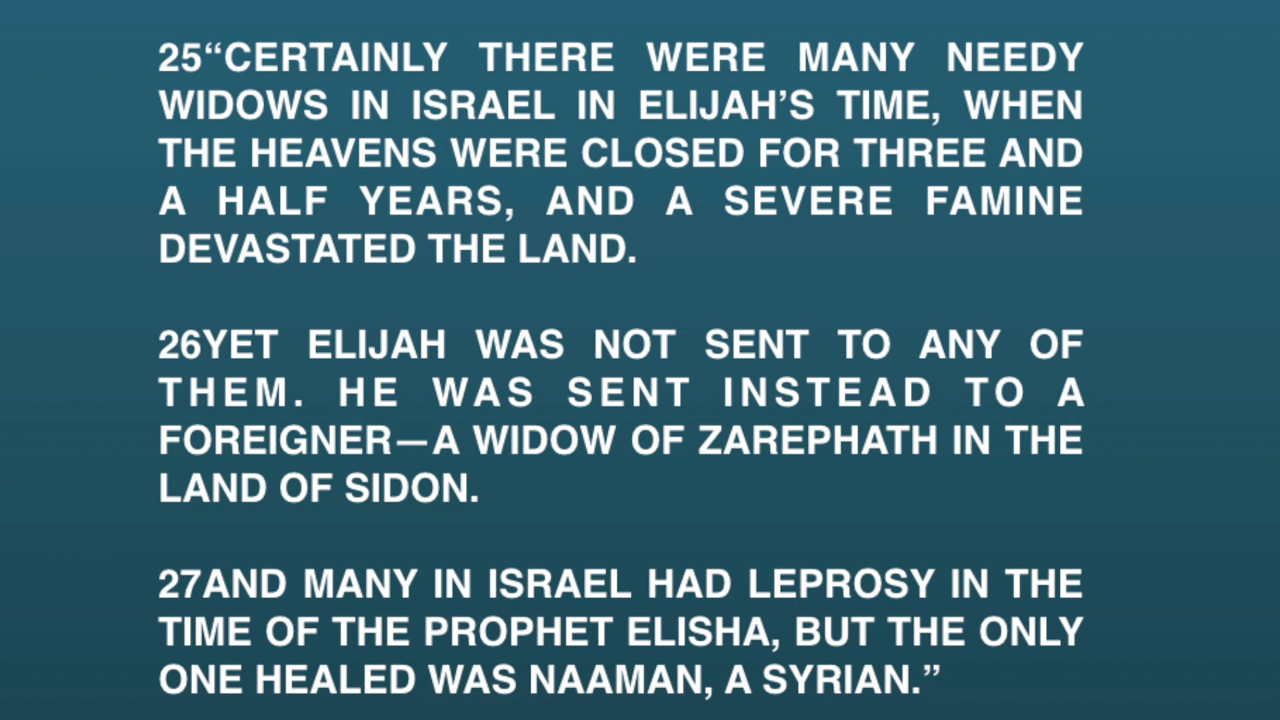 25“CERTAINLY THERE WERE MANY NEEDY
WIDOWS IN ISRAEL IN ELIJAH’S TIME, WHEN
THE HEAVENS WERE CLOSED FOR THREE AND
A HALF YEARS, AND A SEVERE FAMINE
DEVASTATED THE LAND.
26YET ELIJAH WAS NOT SENT TO ANY OF
THEM. HE WAS SENT INSTEAD TO A
FOREIGNER—A WIDOW OF ZAREPHATH IN THE
LAND OF SIDON.
27AND MANY IN ISRAEL HAD LEPROSY IN THE
TIME OF THE PROPHET ELISHA, BUT THE ONLY
ONE HEALED WAS NAAMAN, A SYRIAN.”